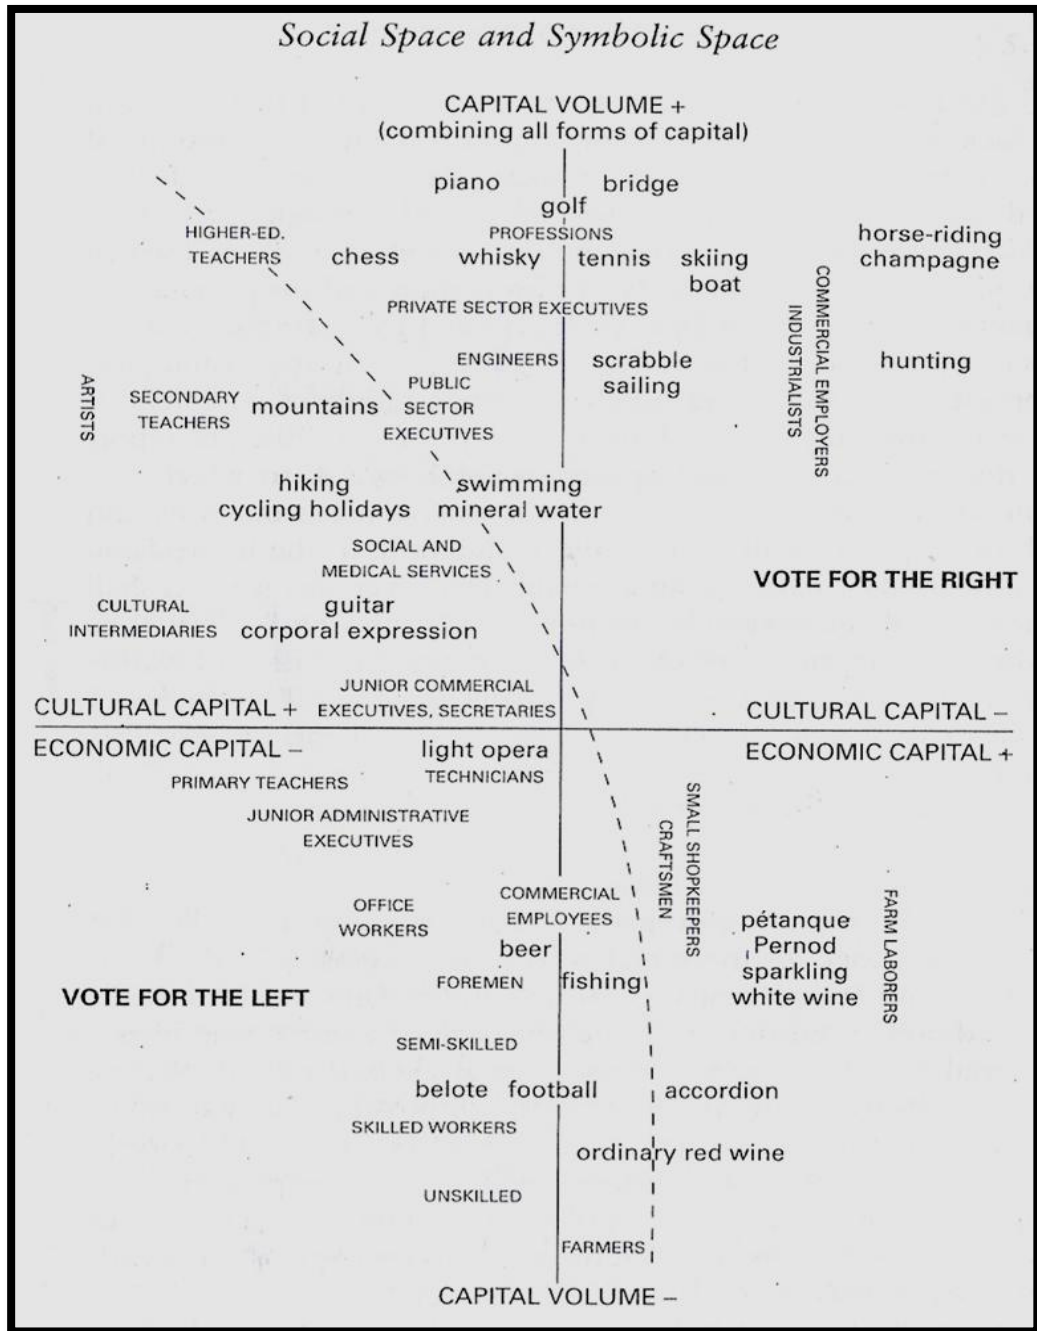 Social Space and Symbolic Space
CAPITAL VOLUME +
(combining all forms of capital)
piano
bridge
golf
PROFESSIONS
HIGHER-ED.
TEACHERS
chess
whisky
tennis
skiing
boat
horse-riding
champagne
PRIVATE SECTOR EXECUTIVES
COMMERCIAL EMPLOYERS
INDUSTRIALISTS
ENGINEERS
scrabble
sailing
hunting
ARTISTS
SECONDARY
TEACHERS
mountains
PUBLIC
SECTOR
EXECUTIVES
hiking
cycling holidays
swimming
mineral water
SOCIAL AND
MEDICAL SERVICES
VOTE FOR THE RIGHT
CULTURAL
INTERMEDIARIES
guitar
corporal expression
JUNIOR COMMERCIAL
EXECUTIVES, SECRETARIES
CULTURAL CAPITAL +
CULTURAL CAPITAL –
ECONOMIC CAPITAL –
ECONOMIC CAPITAL +
light opera
TECHNICIANS
PRIMARY TEACHERS
JUNIOR ADMINISTRATIVE
EXECUTIVES
SMALL SHOPKEEPERS
CRAFTSMEN
OFFICE
WORKERS
COMMERCIAL
EMPLOYEES
beer
FOREMEN
fishing
pétanque
Pernod
sparkling
white wine
FARM LABORERS
VOTE FOR THE LEFT
SEMI-SKILLED
belote
football
accordion
SKILLED WORKERS
ordinary red wine
UNSKILLED
FARMERS
CAPITAL VOLUME –